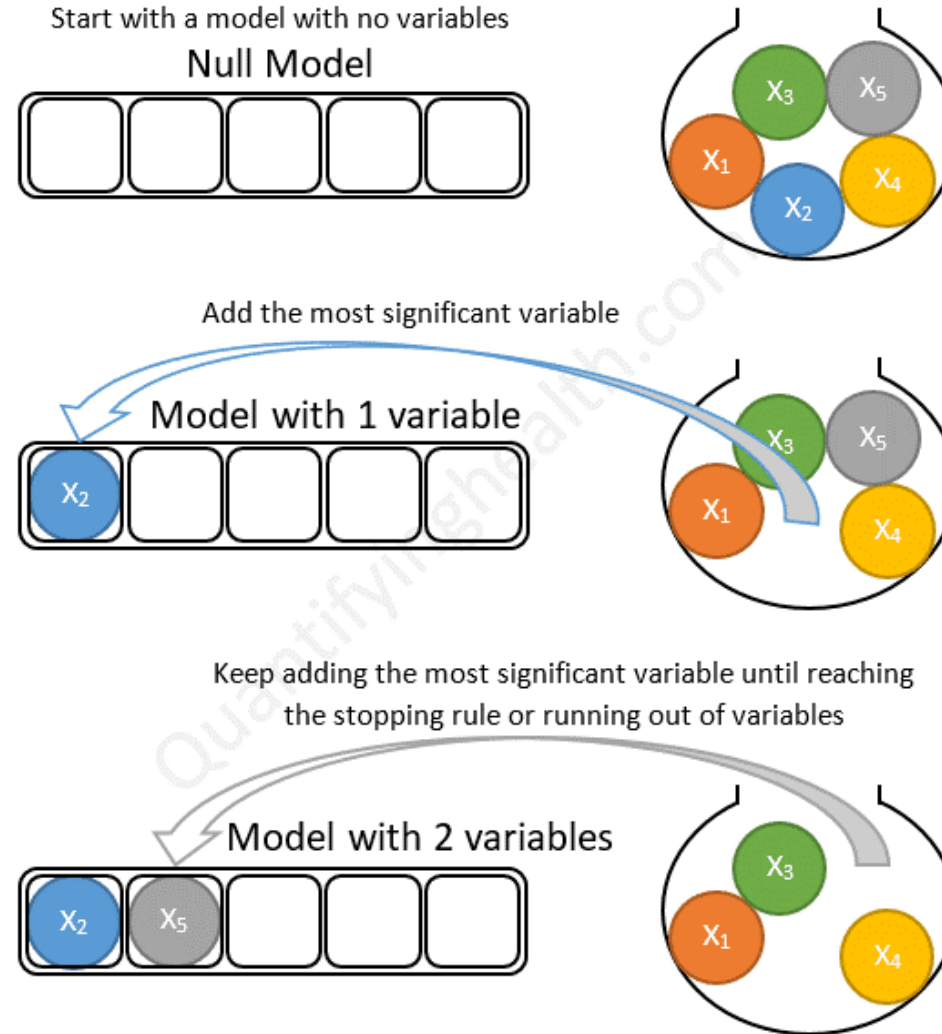 Start with a model with no variables
Null Model
X₃ X₅
X₁ X₄
X₂
Add the most significant variable
Model with 1 variable
X₂
X₃ X₅
X₁ X₄
Keep adding the most significant variable until reaching
the stopping rule or running out of variables
Model with 2 variables
X₂ X₅
X₃
X₁ X₄
Quantifyinghealth.com